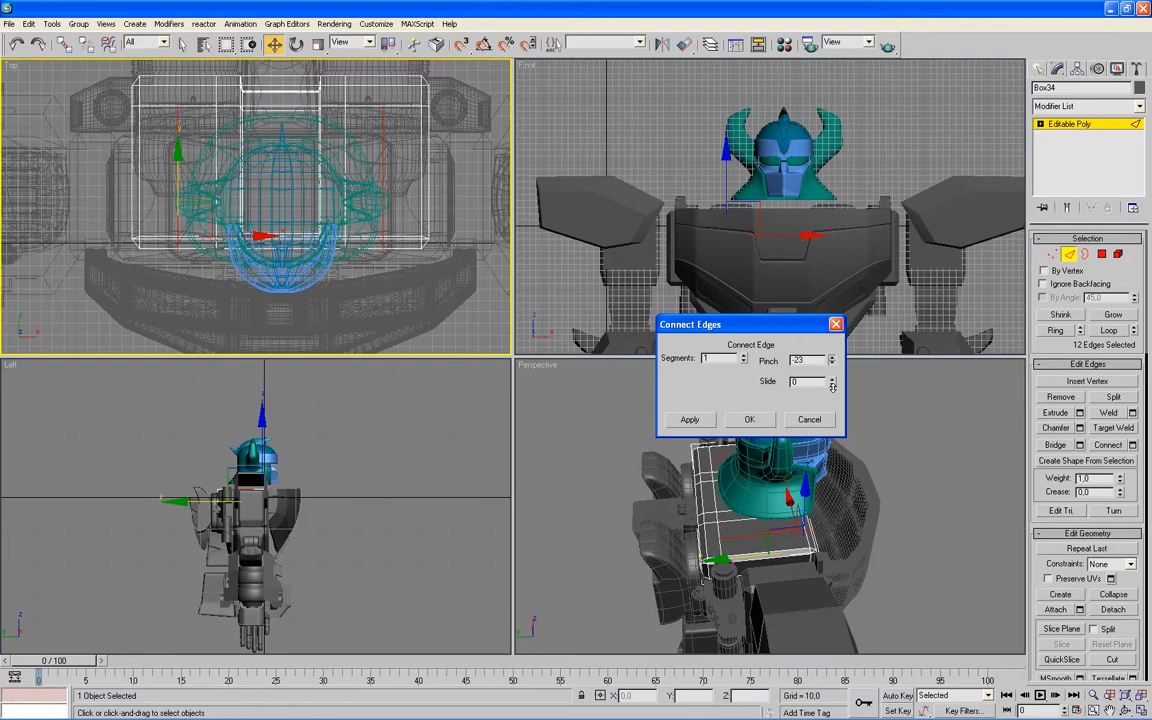 File Edit Tools Group Views Create Modifiers reactor Animation Graph Editors Rendering Customize MAXScript Help
All View View
Top
Front
Left
Perspective
Connect Edges
Connect Edge
Segments: 1 Pinch -23
Slide 0
Apply OK Cancel
Box34
Modifier List
Editable Poly
- Selection
By Vertex
Ignore Backfacing
By Angle: 45,0
Shrink Grow
Ring Loop
12 Edges Selected
- Edit Edges
Insert Vertex
Remove Split
Extrude Weld
Chamfer Target Weld
Bridge Connect
Create Shape From Selection
Weight: 1,0
Crease: 0,0
Edit Tri. Turn
- Edit Geometry
Repeat Last
Constraints: None
Preserve UVs
Create Collapse
Attach Detach
Slice Plane Split
Slice Reset Plane
QuickSlice Cut
MSmooth Tessellate
< 0 / 100 >
0 5 10 15 20 25 30 35 40 45 50 55 60 65 70 75 80 85 90 95 100
1 Object Selected X: 0,0 Y: Z: Grid = 10,0 Auto Key Selected
Click or click-and-drag to select objects Add Time Tag Set Key Key Filters... 0